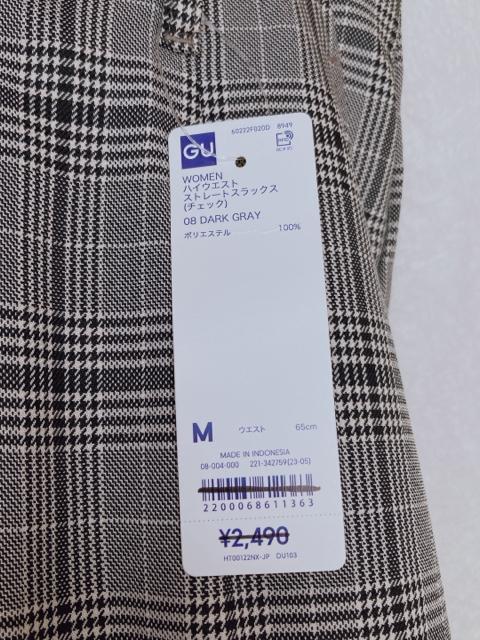 60222F020D 8949
GU
WOMEN
ハイウエスト
ストレートスラックス
(チェック)
08 DARK GRAY
ポリエステル 100%
M ウエスト 65cm
MADE IN INDONESIA
08-004-000 221-342759(23-05)
2200068611363
¥2,490
HT00122NX-JP DU103